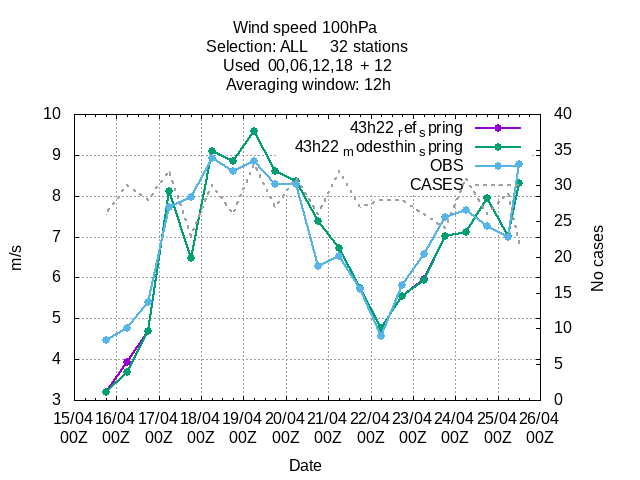 Wind speed 100hPa
Selection: ALL 32 stations
Used 00,06,12,18 + 12
Averaging window: 12h
43h22 ref spring
43h22 modesthin spring
OBS
CASES
m/s
No cases
10
9
8
7
6
5
4
3
40
35
30
25
20
15
10
5
0
15/04 16/04 17/04 18/04 19/04 20/04 21/04 22/04 23/04 24/04 25/04 26/04
00Z 00Z 00Z 00Z 00Z 00Z 00Z 00Z 00Z 00Z 00Z 00Z
Date